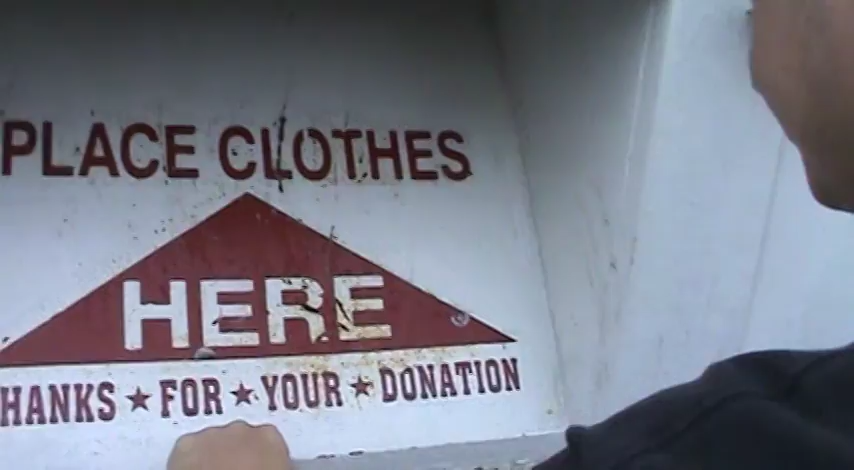 PLACE CLOTHES
HERE
HANKS ★ FOR ★ YOUR ★ DONATION